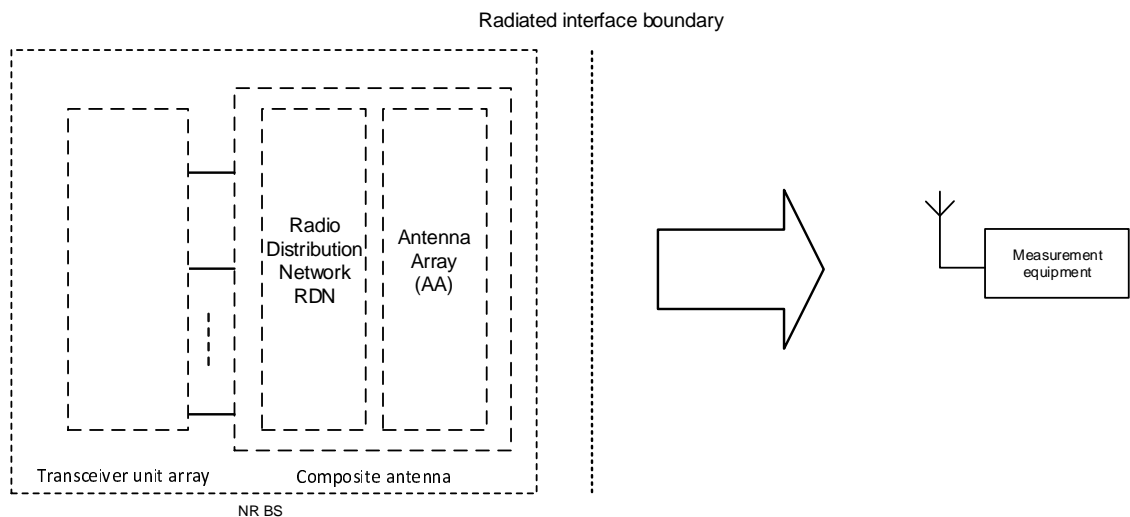 Radiated interface boundary
Radio
Distribution
Network
RDN
Antenna
Array
(AA)
Measurement
equipment
Transceiver unit array
Composite antenna
NR BS